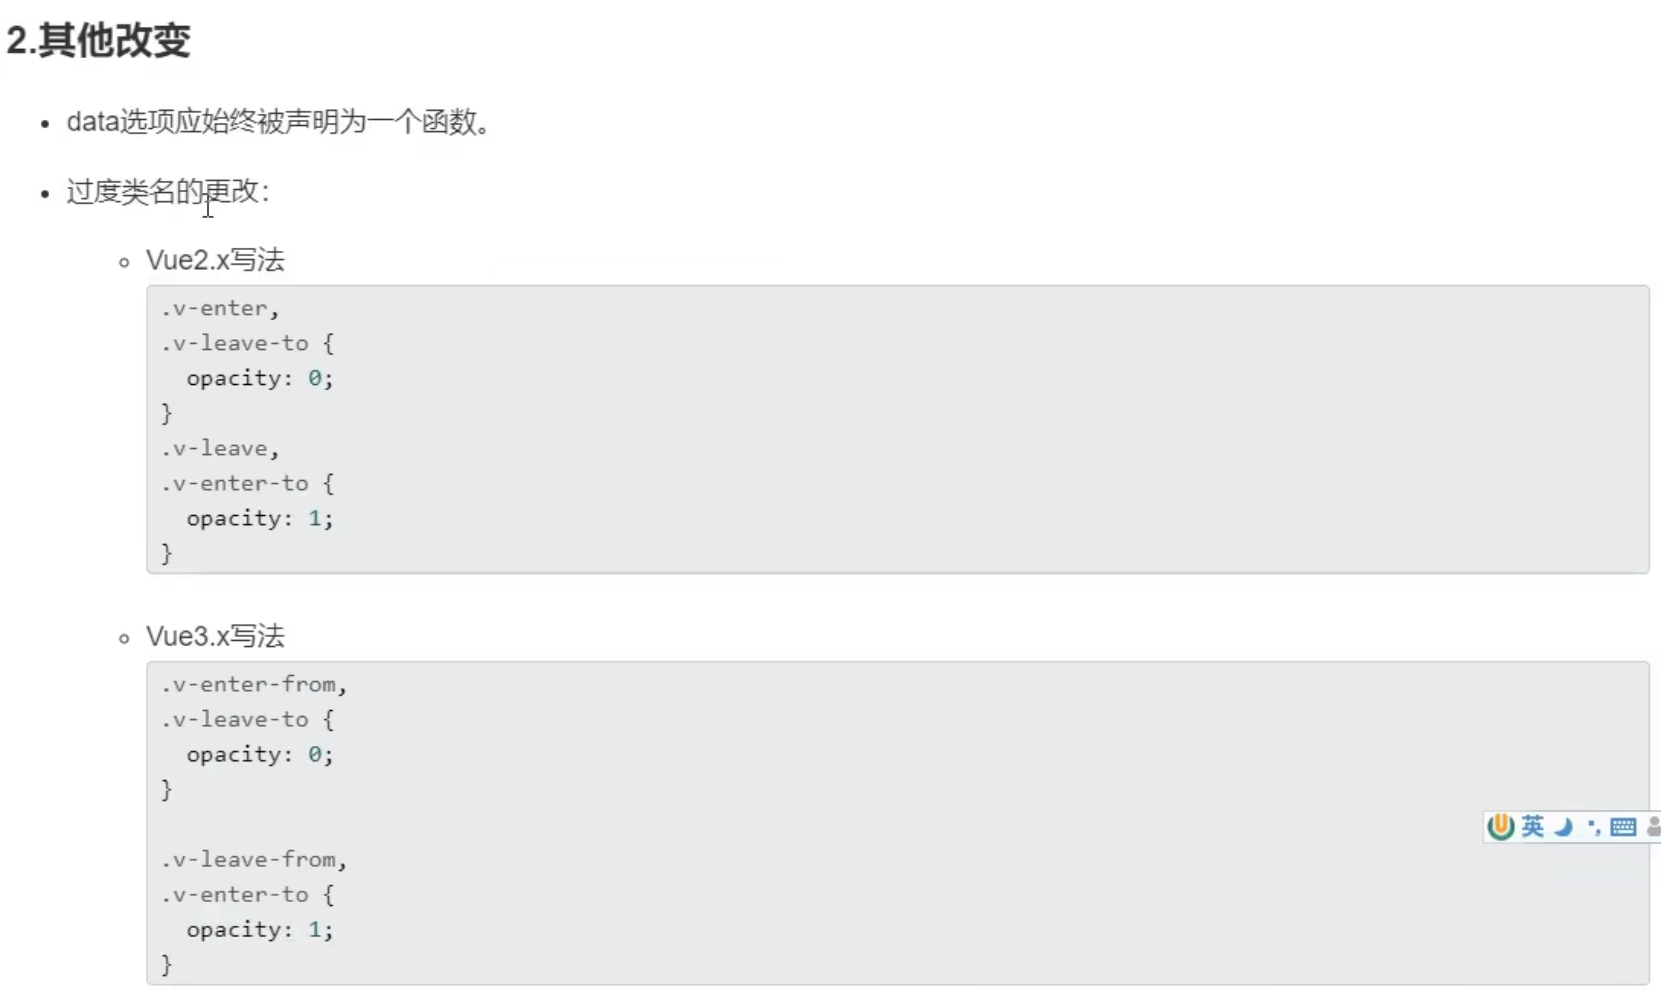 2.其他改变
data选项应始终被声明为一个函数。
过度类名的更改：
Vue2.x写法
.v-enter,
.v-leave-to {
  opacity: 0;
}
.v-leave,
.v-enter-to {
  opacity: 1;
}
Vue3.x写法
.v-enter-from,
.v-leave-to {
  opacity: 0;
}
.v-leave-from,
.v-enter-to {
  opacity: 1;
}
英